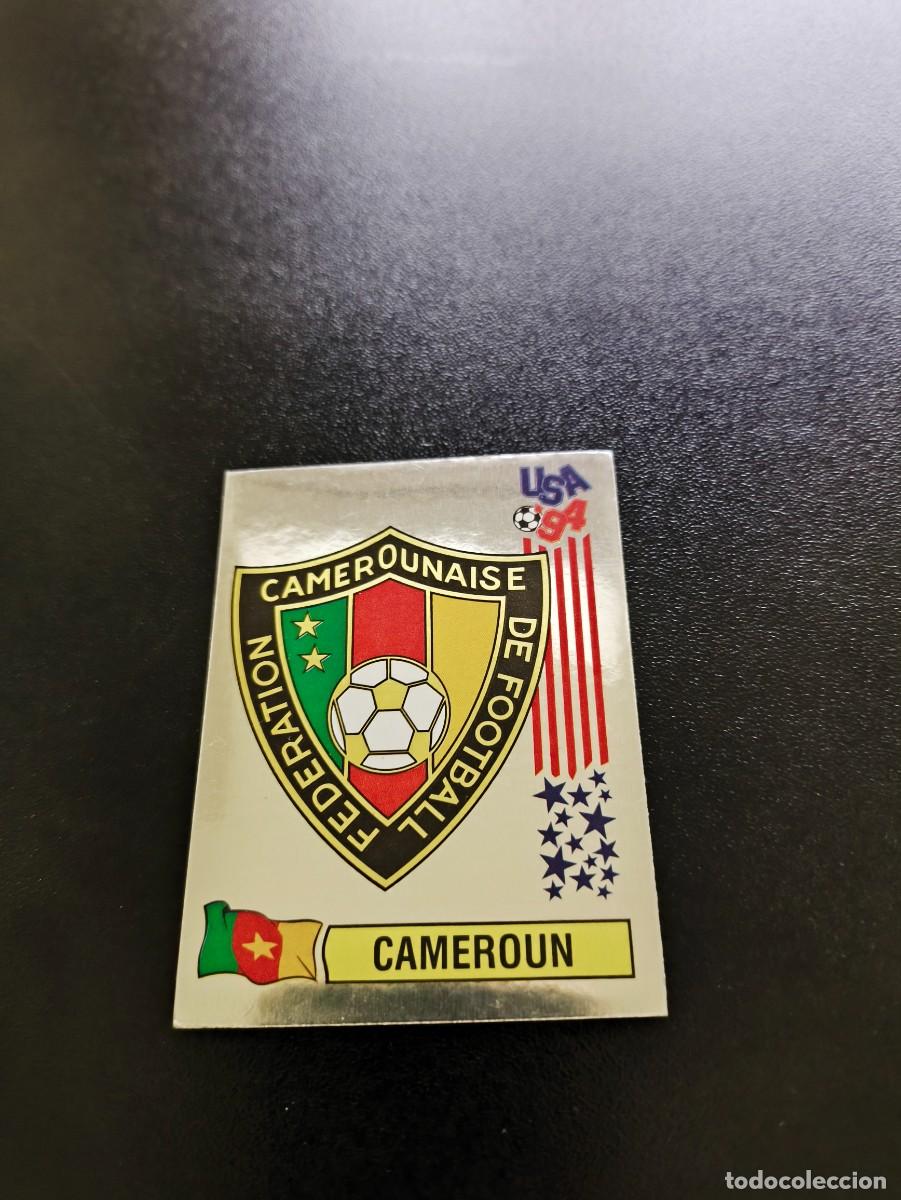 USA
'94
FEDERATION CAMEROUNAISE DE FOOTBALL
CAMEROUN
todocoleccion